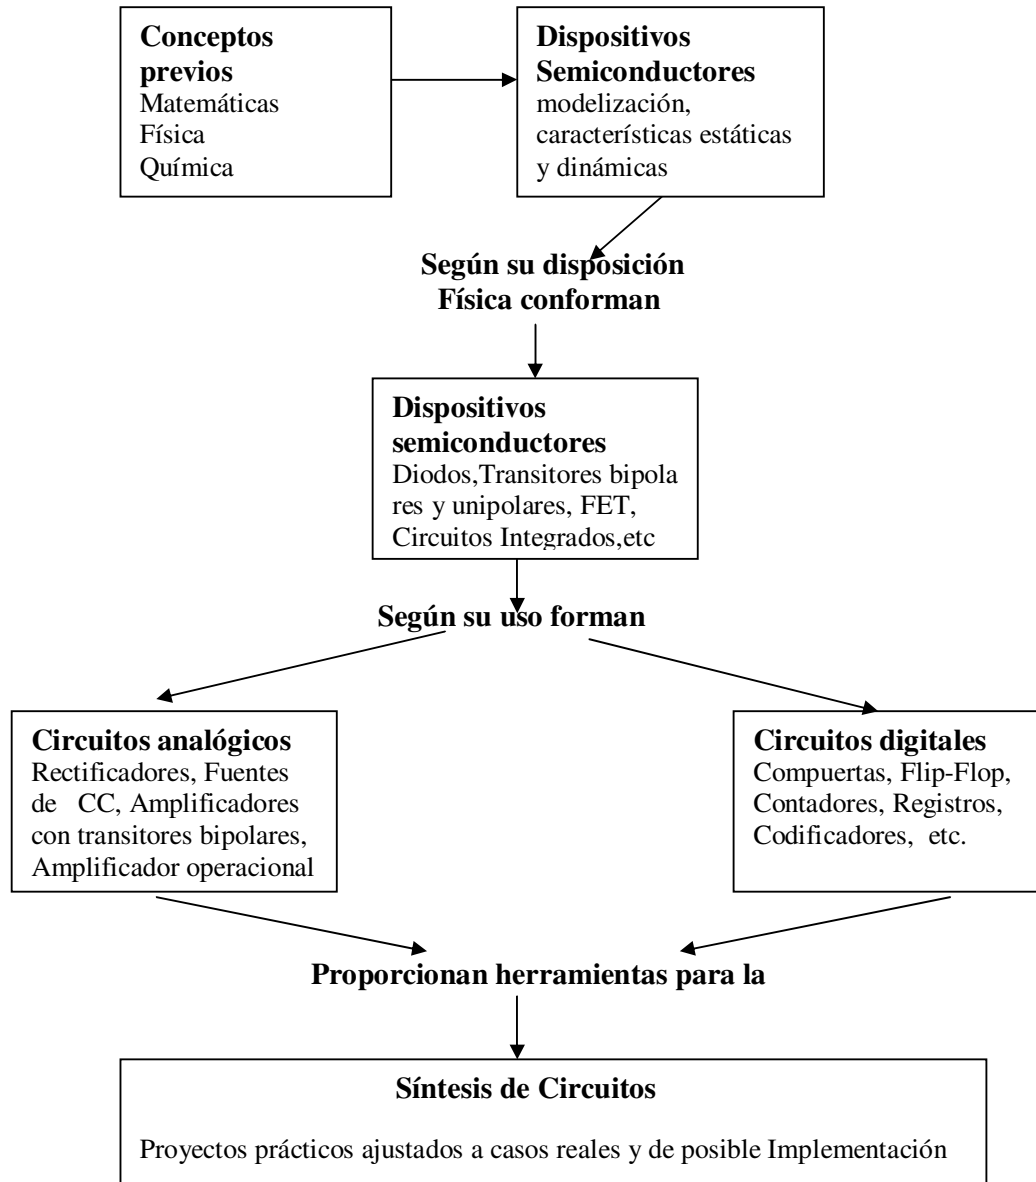 Conceptos
previos
Matemáticas
Física
Química
Dispositivos
Semiconductores
modelización,
característísticas estáticas
y dinámicas
Según su disposición
Física conforman
Dispositivos
semiconductores
Diodos,Transitores bipola
res y unipolares, FET,
Circuitos Integrados,etc
Según su uso forman
Circuitos analógicos
Rectificadores, Fuentes
de CC, Amplificadores
con transitores bipolares,
Amplificador operacional
Circuitos digitales
Compuertas, Flip-Flop,
Contadores, Registros,
Codificadores, etc.
Proporcionan herramientas para la
Síntesis de Circuitos
Proyectos prácticos ajustados a casos reales y de posible Implementación